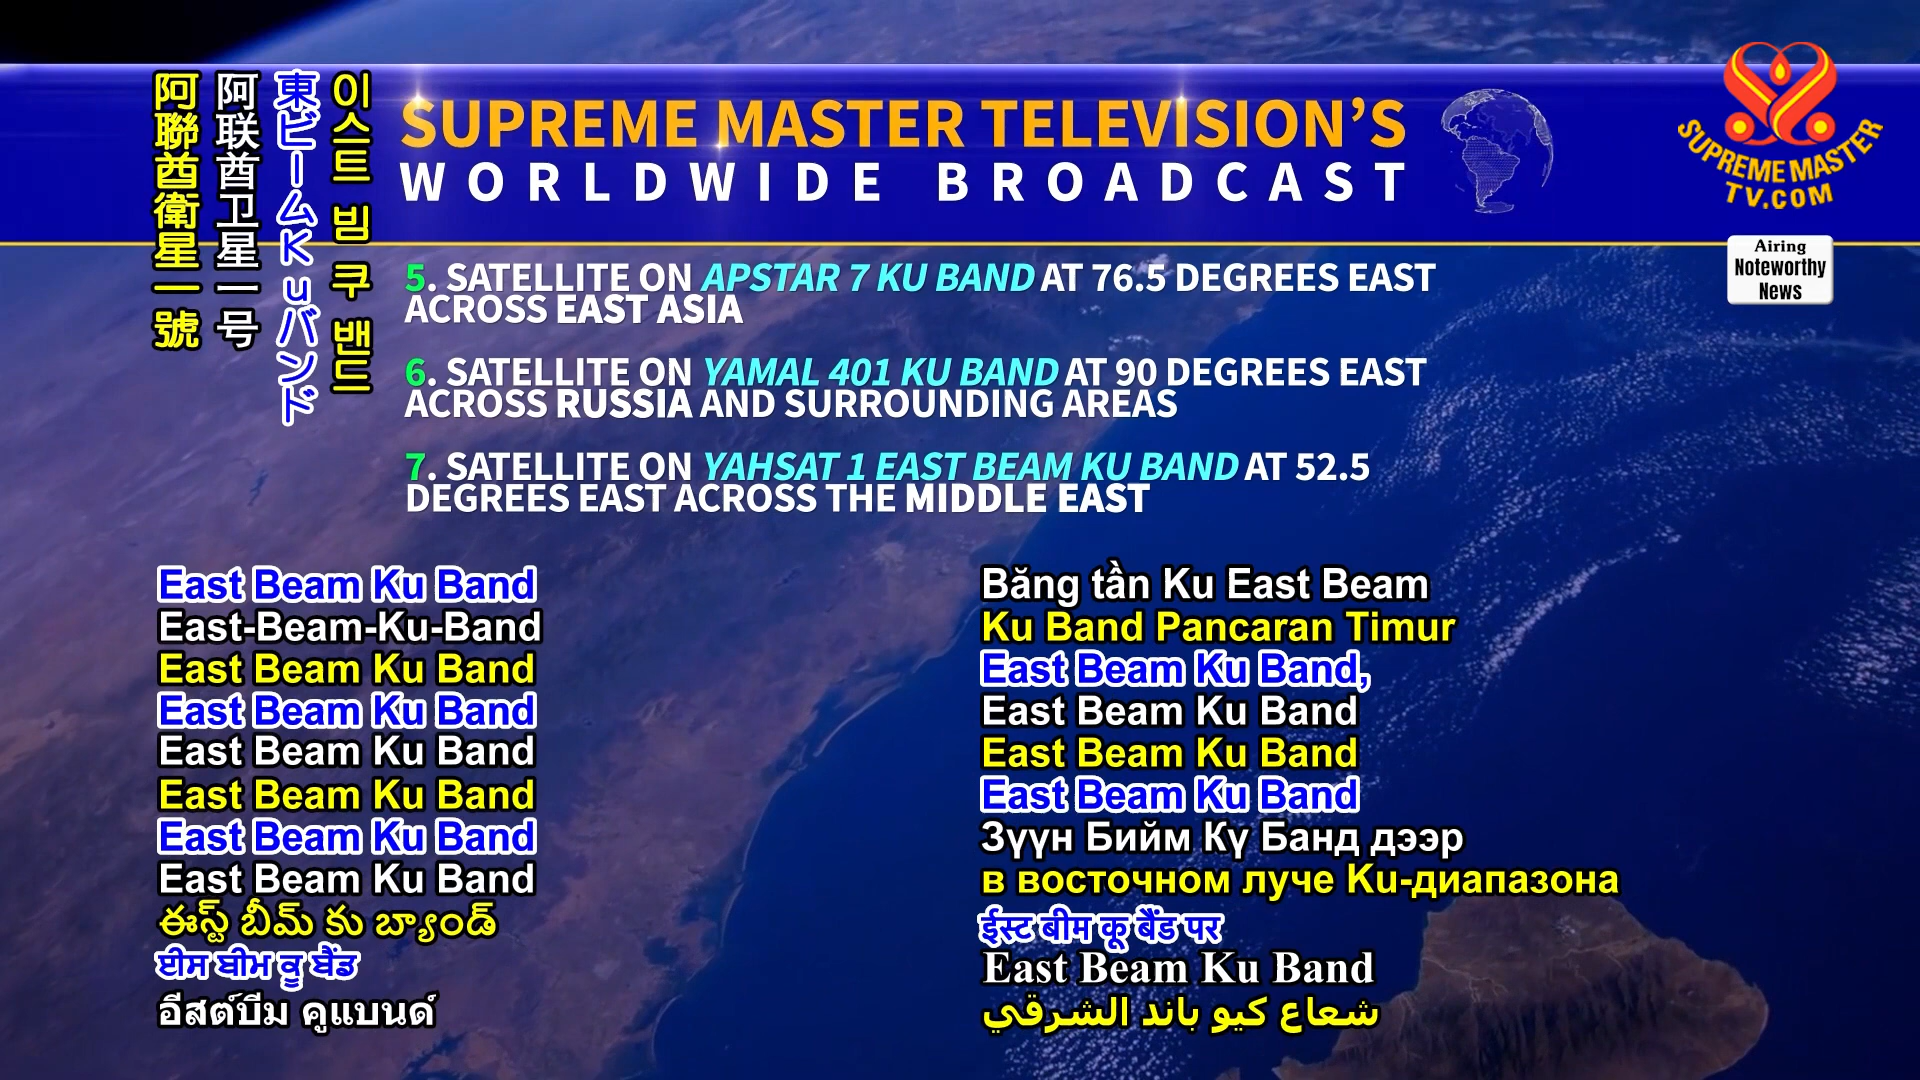 阿聯酋衛星一號
阿联酋卫星一号
東ビームKuバンド
이스트 빔 쿠 밴드
SUPREME MASTER TELEVISION'S
WORLDWIDE BROADCAST
SUPREME MASTER
TV.COM
Airing
Noteworthy
News
5. SATELLITE ON APSTAR 7 KU BAND AT 76.5 DEGREES EAST
ACROSS EAST ASIA
6. SATELLITE ON YAMAL 401 KU BAND AT 90 DEGREES EAST
ACROSS RUSSIA AND SURROUNDING AREAS
7. SATELLITE ON YAHSAT 1 EAST BEAM KU BAND AT 52.5
DEGREES EAST ACROSS THE MIDDLE EAST
East Beam Ku Band
East-Beam-Ku-Band
East Beam Ku Band
East Beam Ku Band
East Beam Ku Band
East Beam Ku Band
East Beam Ku Band
East Beam Ku Band
ఈస్ట్ బీమ్ కు బ్యాండ్
ਈਸ ਬੀਮ ਕੂ ਬੈਂਡ
อีสต์บีม คูแบนด์
Băng tần Ku East Beam
Ku Band Pancaran Timur
East Beam Ku Band,
East Beam Ku Band
East Beam Ku Band
East Beam Ku Band
Зүүн Бийм Кү Банд дээр
в восточном луче Ku-диапазона
ईस्ट बीम कू बैंड पर
East Beam Ku Band
شعاع كيو باند الشرقي